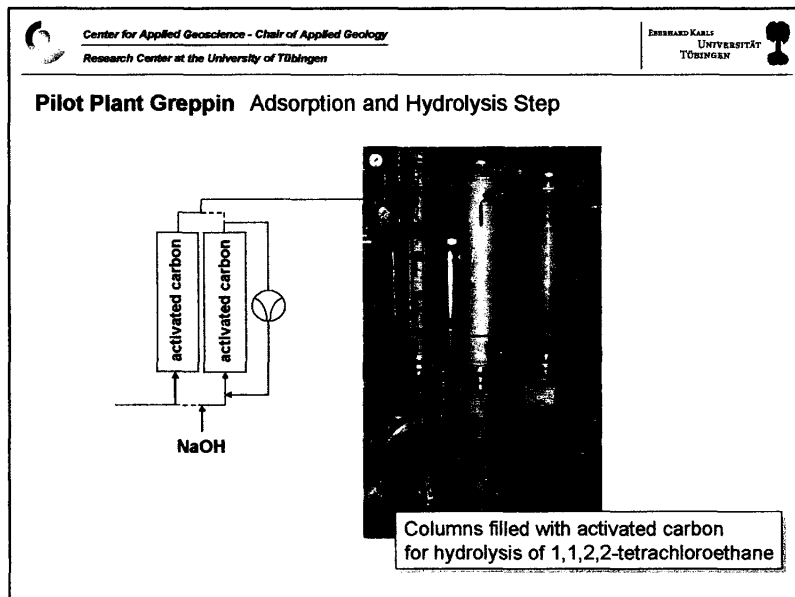 Center for Applied Geoscience - Chair of Applied Geology
Research Center at the University of Tübingen
EBERHARD KARLS
UNIVERSITÄT
TÜBINGEN
Pilot Plant Greppin Adsorption and Hydrolysis Step
activated carbon
activated carbon
NaOH
Columns filled with activated carbon
for hydrolysis of 1,1,2,2-tetrachloroethane